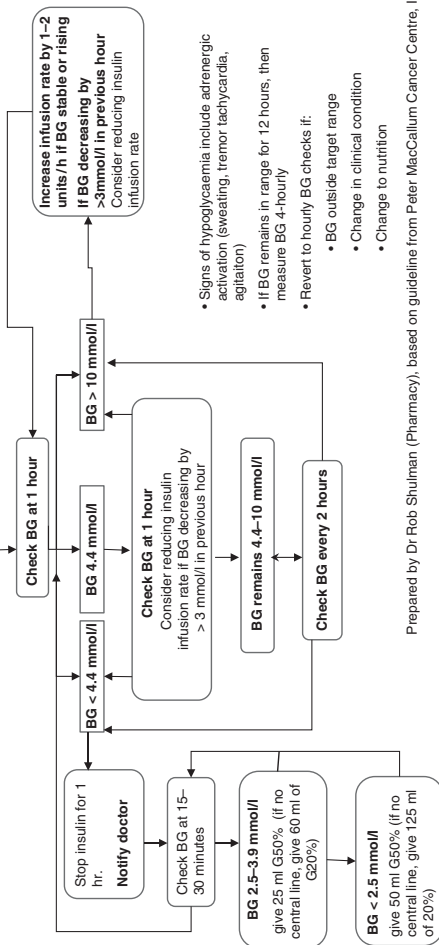 Check BG at 1 hour
BG < 4.4 mmol/l
BG 4.4 mmol/l
BG > 10 mmol/l
Increase infusion rate by 1–2
units/h if BG stable or rising
If BG decreasing by
>3mmol/l in previous hour
Consider reducing insulin
infusion rate
Stop insulin for 1
hr.
Notify doctor
Check BG at 1 hour
Consider reducing insulin
infusion rate if BG decreasing by
> 3 mmol/l in previous hour
Check BG at 15–
30 minutes
BG remains 4.4–10 mmol/l
BG 2.5–3.9 mmol/l
give 25 ml G50% (if no
central line, give 60 ml of
G20%)
Check BG every 2 hours
BG < 2.5 mmol/l
give 50 ml G50% (if no
central line, give 125 ml
of 20%)
• Signs of hypoglycaemia include adrenergic
activation (sweating, tremor tachycardia,
agitaiton)
• If BG remains in range for 12 hours, then
measure BG 4-hourly
• Revert to hourly BG checks if:
• BG outside target range
• Change in clinical condition
• Change to nutrition
Prepared by Dr Rob Shulman (Pharmacy), based on guideline from Peter MacCallum Cancer Centre,